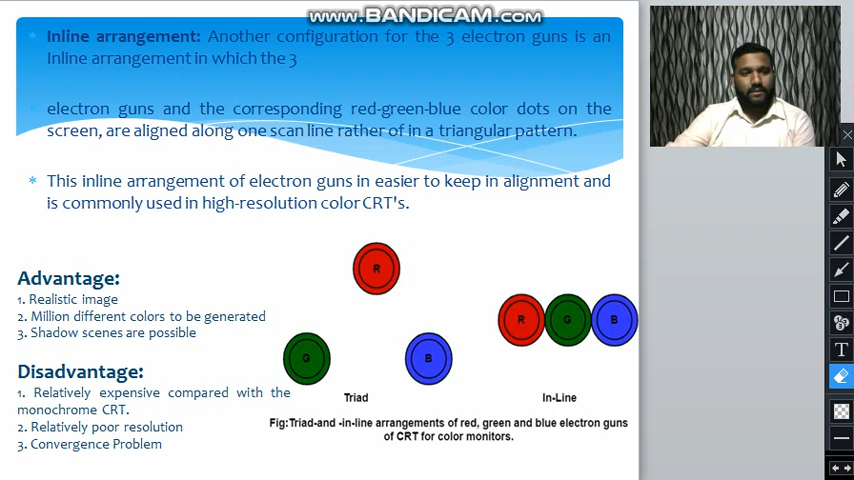 www.BANDICAM.com
Inline arrangement: Another configuration for the 3 electron guns is an
Inline arrangement in which the 3
electron guns and the corresponding red-green-blue color dots on the
screen, are aligned along one scan line rather of in a triangular pattern.
* This inline arrangement of electron guns in easier to keep in alignment and
is commonly used in high-resolution color CRT's.
Advantage:
1. Realistic image
2. Million different colors to be generated
3. Shadow scenes are possible
Disadvantage:
1. Relatively expensive compared with the
monochrome CRT.
2. Relatively poor resolution
3. Convergence Problem
R
G
B
Triad
R G B
In-Line
Fig:Triad-and -in-line arrangements of red, green and blue electron guns
of CRT for color monitors.
T